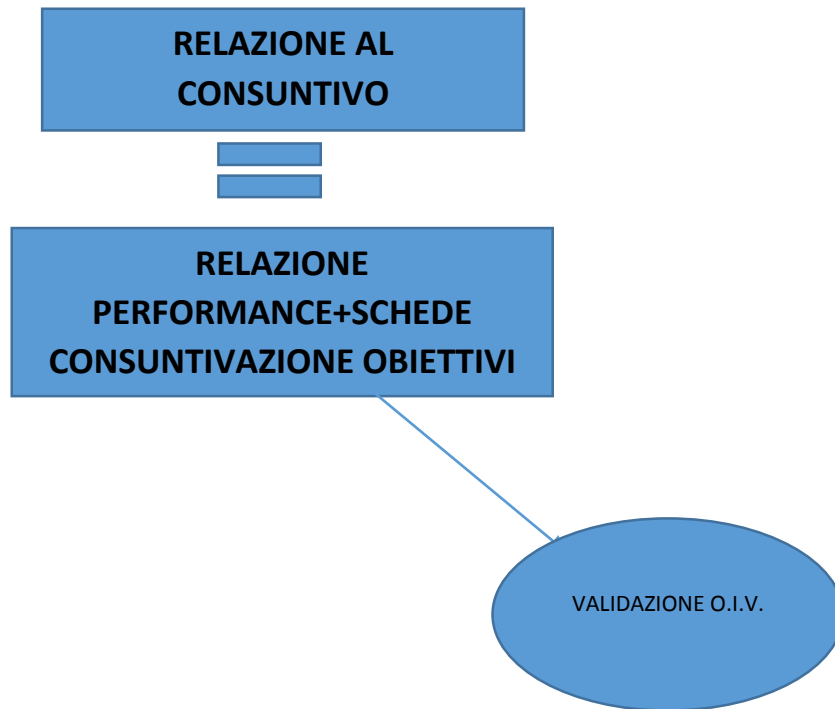 RELAZIONE AL
CONSUNTIVO
RELAZIONE
PERFORMANCE+SCHEDE
CONSUNTIVAZIONE OBIETTIVI
VALIDAZIONE O.I.V.